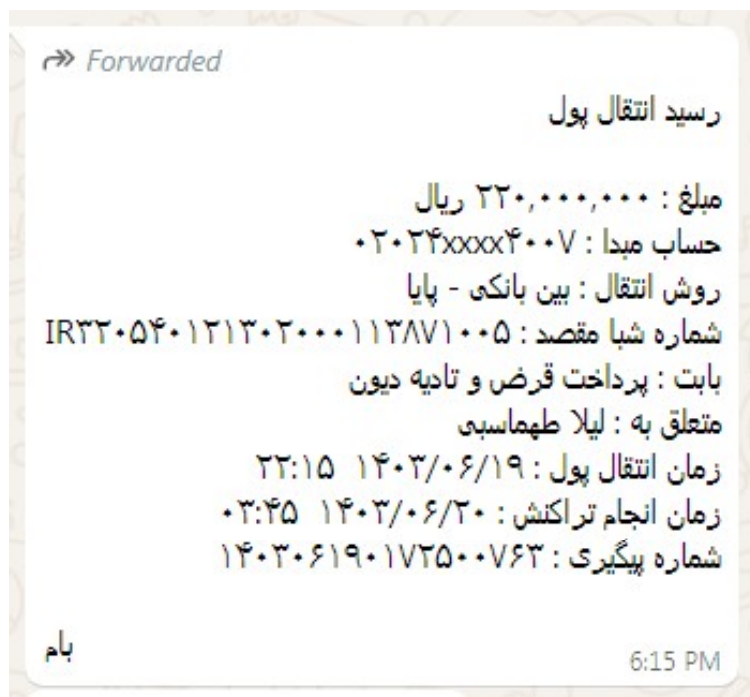 Forwarded
رسید انتقال پول
مبلغ : ۲۲۰,۰۰۰,۰۰۰ ریال
حساب مبدا : ۰۲۰۲۴xxxx۴۰۰۷
روش انتقال : بین بانکی - پایا
شماره شبا مقصد : IR۳۲۰۵۴۰۱۲۱۳۰۲۰۰۰۱۱۳۸۷۱۰۰۵
بابت : پرداخت قرض و تادیه دیون
متعلق به : لیلا طهماسبی
زمان انتقال پول : ۱۴۰۳/۰۶/۱۹ ۲۲:۱۵
زمان انجام تراکنش : ۱۴۰۳/۰۶/۲۰ ۰۳:۴۵
شماره پیگیری : ۱۴۰۳۰۶۱۹۰۱۷۲۵۰۰۷۶۳
بام
6:15 PM